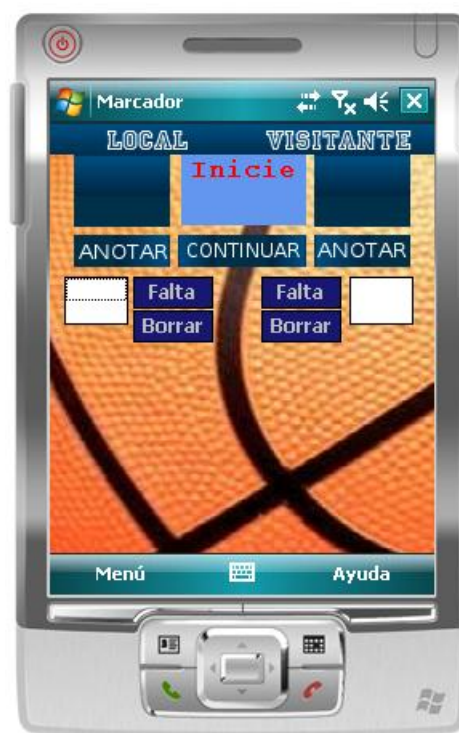 Marcador
LOCAL VISITANTE
Inicie
ANOTAR CONTINUAR ANOTAR
Falta Falta
Borrar Borrar
Menú Ayuda